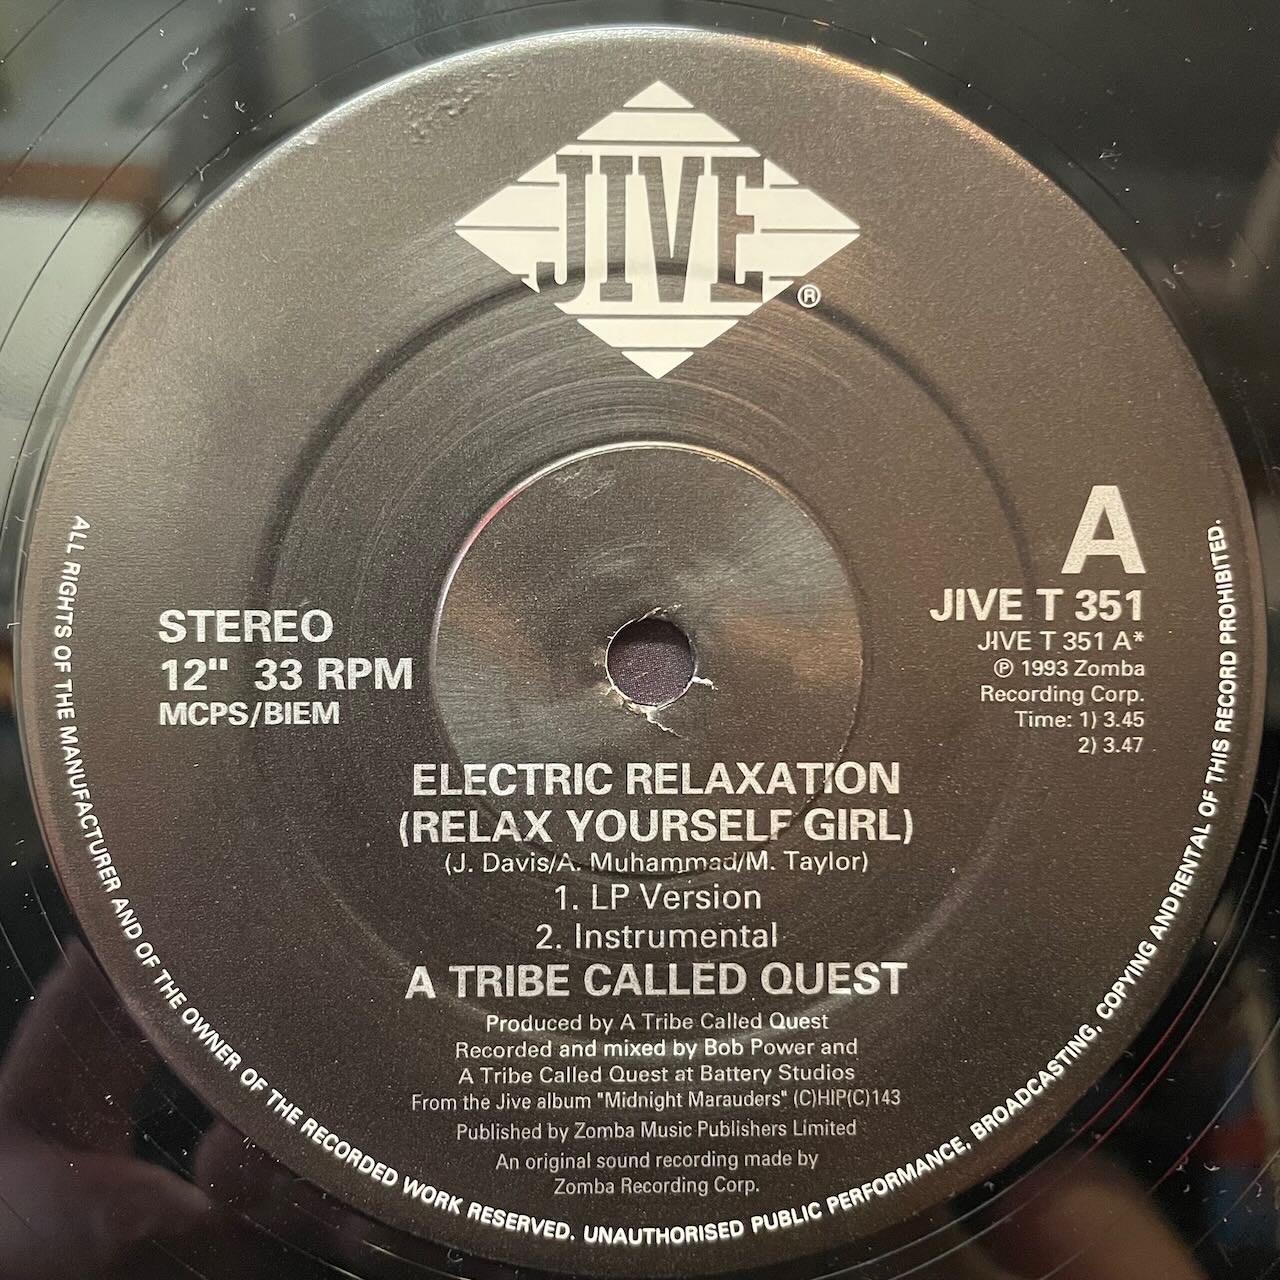 JIVE
®
A
JIVE T 351
JIVE T 351 A*
℗ 1993 Zomba
Recording Corp.
Time: 1) 3.45
2) 3.47
STEREO
12" 33 RPM
MCPS/BIEM
ELECTRIC RELAXATION
(RELAX YOURSELF GIRL)
(J. Davis/A. Muhammad/M. Taylor)
1. LP Version
2. Instrumental
A TRIBE CALLED QUEST
Produced by A Tribe Called Quest
Recorded and mixed by Bob Power and
A Tribe Called Quest at Battery Studios
From the Jive album "Midnight Marauders" (C)HIP(C)143
Published by Zomba Music Publishers Limited
An original sound recording made by
Zomba Recording Corp.
ALL RIGHTS OF THE MANUFACTURER AND OF THE OWNER OF THE RECORDED WORK RESERVED. UNAUTHORISED PUBLIC PERFORMANCE, BROADCASTING, COPYING ANDRENTAL OF THIS RECORD PROHIBITED.